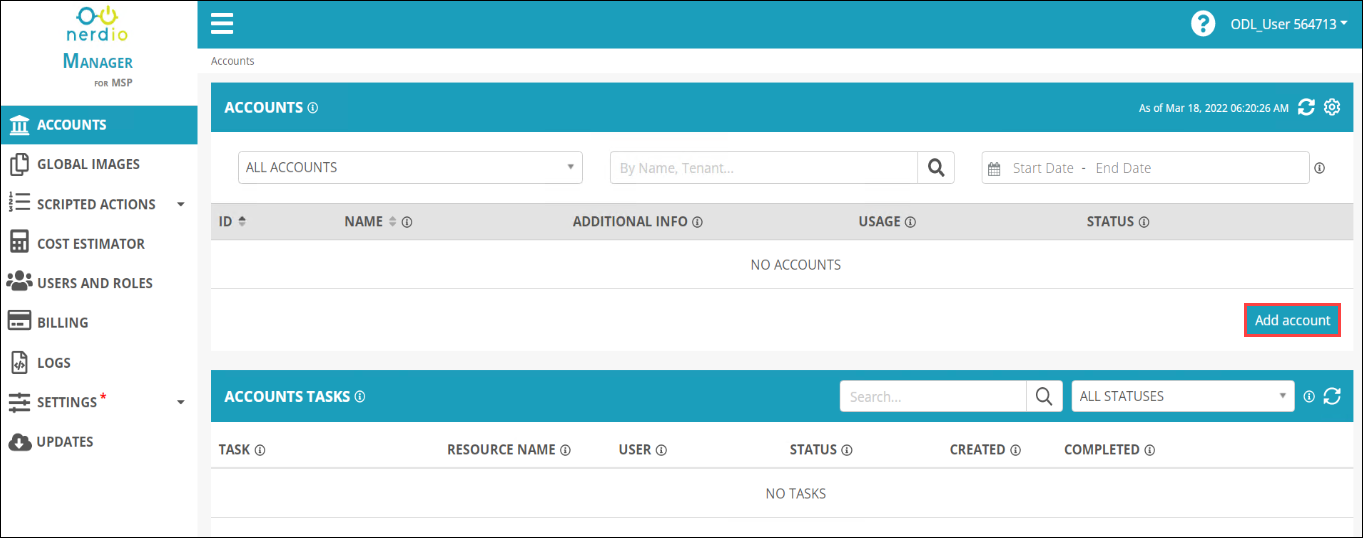 nerdio
MANAGER
FOR MSP
ACCOUNTS
GLOBAL IMAGES
SCRIPTED ACTIONS
COST ESTIMATOR
USERS AND ROLES
BILLING
LOGS
SETTINGS *
UPDATES
? ODL_User 564713
Accounts
ACCOUNTS As of Mar 18, 2022 06:20:26 AM
ALL ACCOUNTS By Name, Tenant... Start Date - End Date
ID NAME ADDITIONAL INFO USAGE STATUS
NO ACCOUNTS
Add account
ACCOUNTS TASKS Search... ALL STATUSES
TASK RESOURCE NAME USER STATUS CREATED COMPLETED
NO TASKS